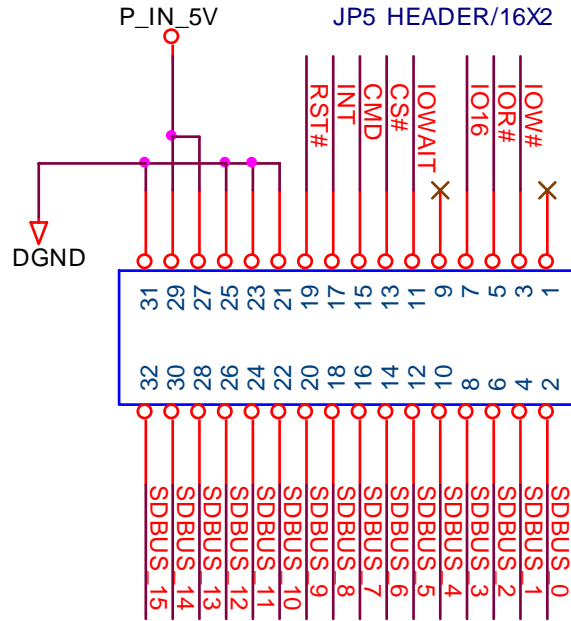 P_IN_5V
JP5 HEADER/16X2
RST#
INT
CMD
CS#
IOWAIT
IO16
IOR#
IOW#
DGND
31 29 27 25 23 21 19 17 15 13 11 9 7 5 3 1
32 30 28 26 24 22 20 18 16 14 12 10 8 6 4 2
SDBUS_15
SDBUS_14
SDBUS_13
SDBUS_12
SDBUS_11
SDBUS_10
SDBUS_9
SDBUS_8
SDBUS_7
SDBUS_6
SDBUS_5
SDBUS_4
SDBUS_3
SDBUS_2
SDBUS_1
SDBUS_0